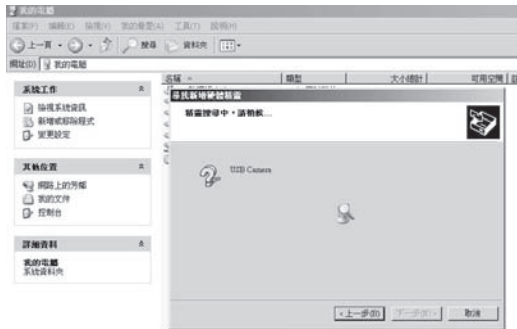 我的電腦
檔案(F) 編輯(E) 檢視(V) 我的最愛(A) 工具(T) 說明(H)
上一頁 搜尋 資料夾
網址(D) 我的電腦
名稱 類型 大小總計 可用空間
系統工作
檢視系統資訊
新增或移除程式
變更設定
其他位置
網路上的芳鄰
我的文件
控制台
詳細資料
我的電腦
系統資料夾
尋找新增硬體精靈
精靈搜尋中，請稍候...
USB Camera
<上一步(B) 下一步(N)> 取消